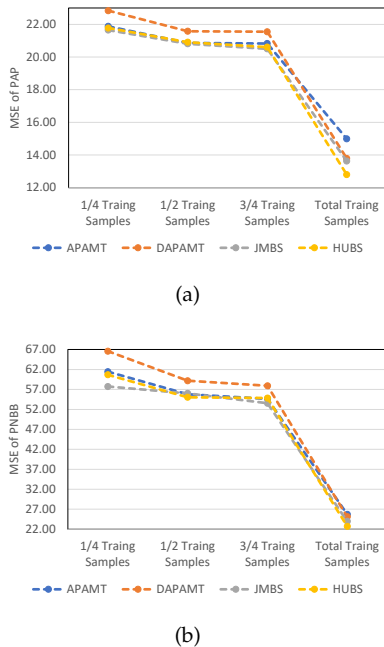 22.00
20.00
18.00
16.00
14.00
12.00
MSE of PAP
1/4 Traing Samples
1/2 Traing Samples
3/4 Traing Samples
Total Traing Samples
APAMT
DAPAMT
JMBS
HUBS
(a)
67.00
62.00
57.00
52.00
47.00
42.00
37.00
32.00
27.00
22.00
MSE of PNBB
1/4 Traing Samples
1/2 Traing Samples
3/4 Traing Samples
Total Traing Samples
APAMT
DAPAMT
JMBS
HUBS
(b)